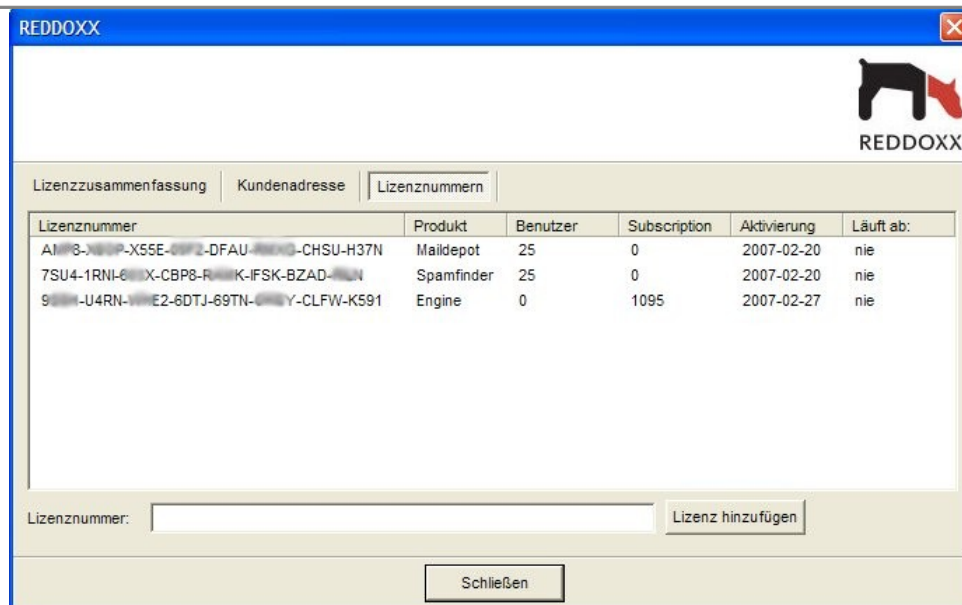 REDDOXX
REDDOXX
Lizenzzusammenfassung Kundenadresse Lizenznummern
Lizenznummer Produkt Benutzer Subscription Aktivierung Läuft ab:
-X55E- -DFAU- -CHSU-H37N Maildepot 25 0 2007-02-20 nie
7SU4-1RNI- -CBP8- -IFSK-BZAD- Spamfinder 25 0 2007-02-20 nie
-U4RN- -6DTJ-69TN- -CLFW-K591 Engine 0 1095 2007-02-27 nie
Lizenznummer: Lizenz hinzufügen
Schließen